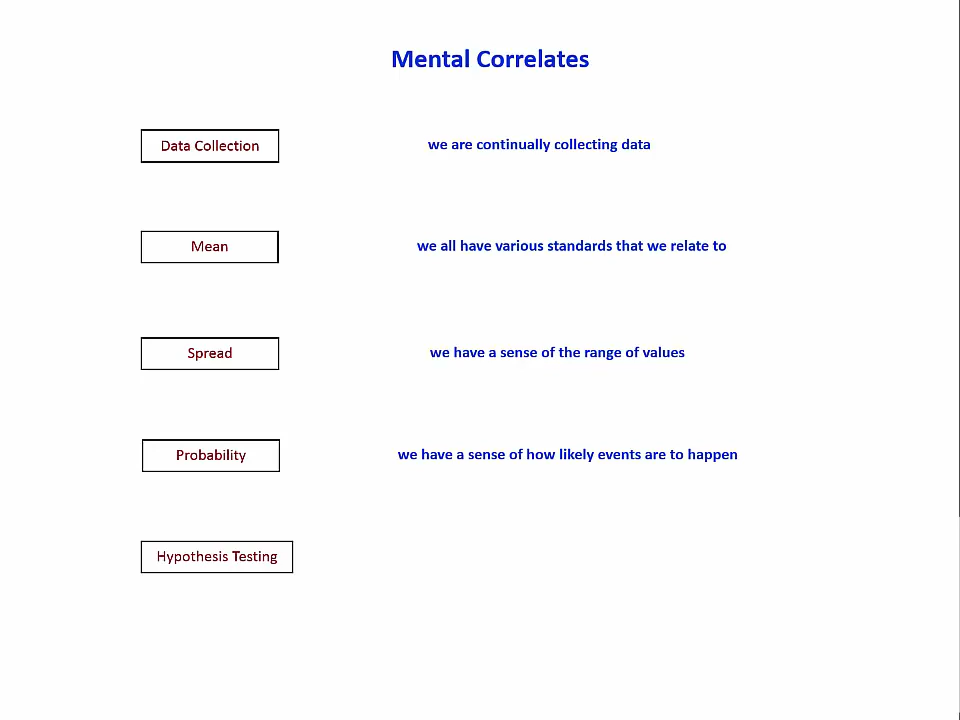 Mental Correlates
Data Collection
we are continually collecting data
Mean
we all have various standards that we relate to
Spread
we have a sense of the range of values
Probability
we have a sense of how likely events are to happen
Hypothesis Testing